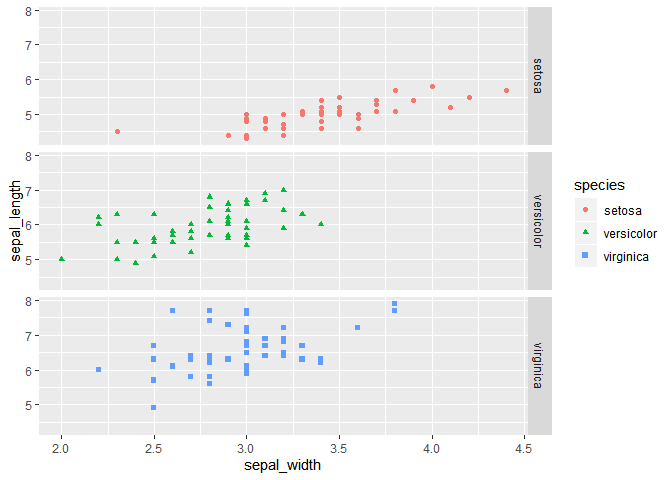 8
7
6
5
setosa
8
7
6
5
versicolor
8
7
6
5
virginica
sepal_length
2.0 2.5 3.0 3.5 4.0 4.5
sepal_width
species
setosa
versicolor
virginica